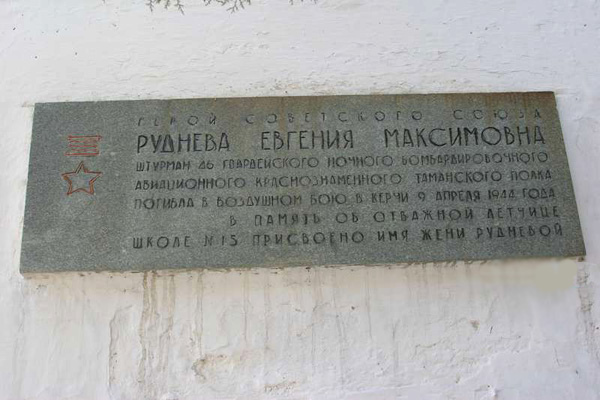 ГЕРОЙ СОВЕТСКОГО СОЮЗА
РУДНЕВА ЕВГЕНИЯ МАКСИМОВНА
ШТУРМАН 46 ГВАРДЕЙСКОГО НОЧНОГО БОМБАРДИРОВОЧНОГО
АВИАЦИОННОГО КРАСНОЗНАМЕННОГО ТАМАНСКОГО ПОЛКА
ПОГИБЛА В ВОЗДУШНОМ БОЮ В КЕРЧИ 9 АПРЕЛЯ 1944 ГОДА
В ПАМЯТЬ ОБ ОТВАЖНОЙ ЛЕТЧИЦЕ
ШКОЛЕ №15 ПРИСВОЕНО ИМЯ ЖЕНИ РУДНЕВОЙ